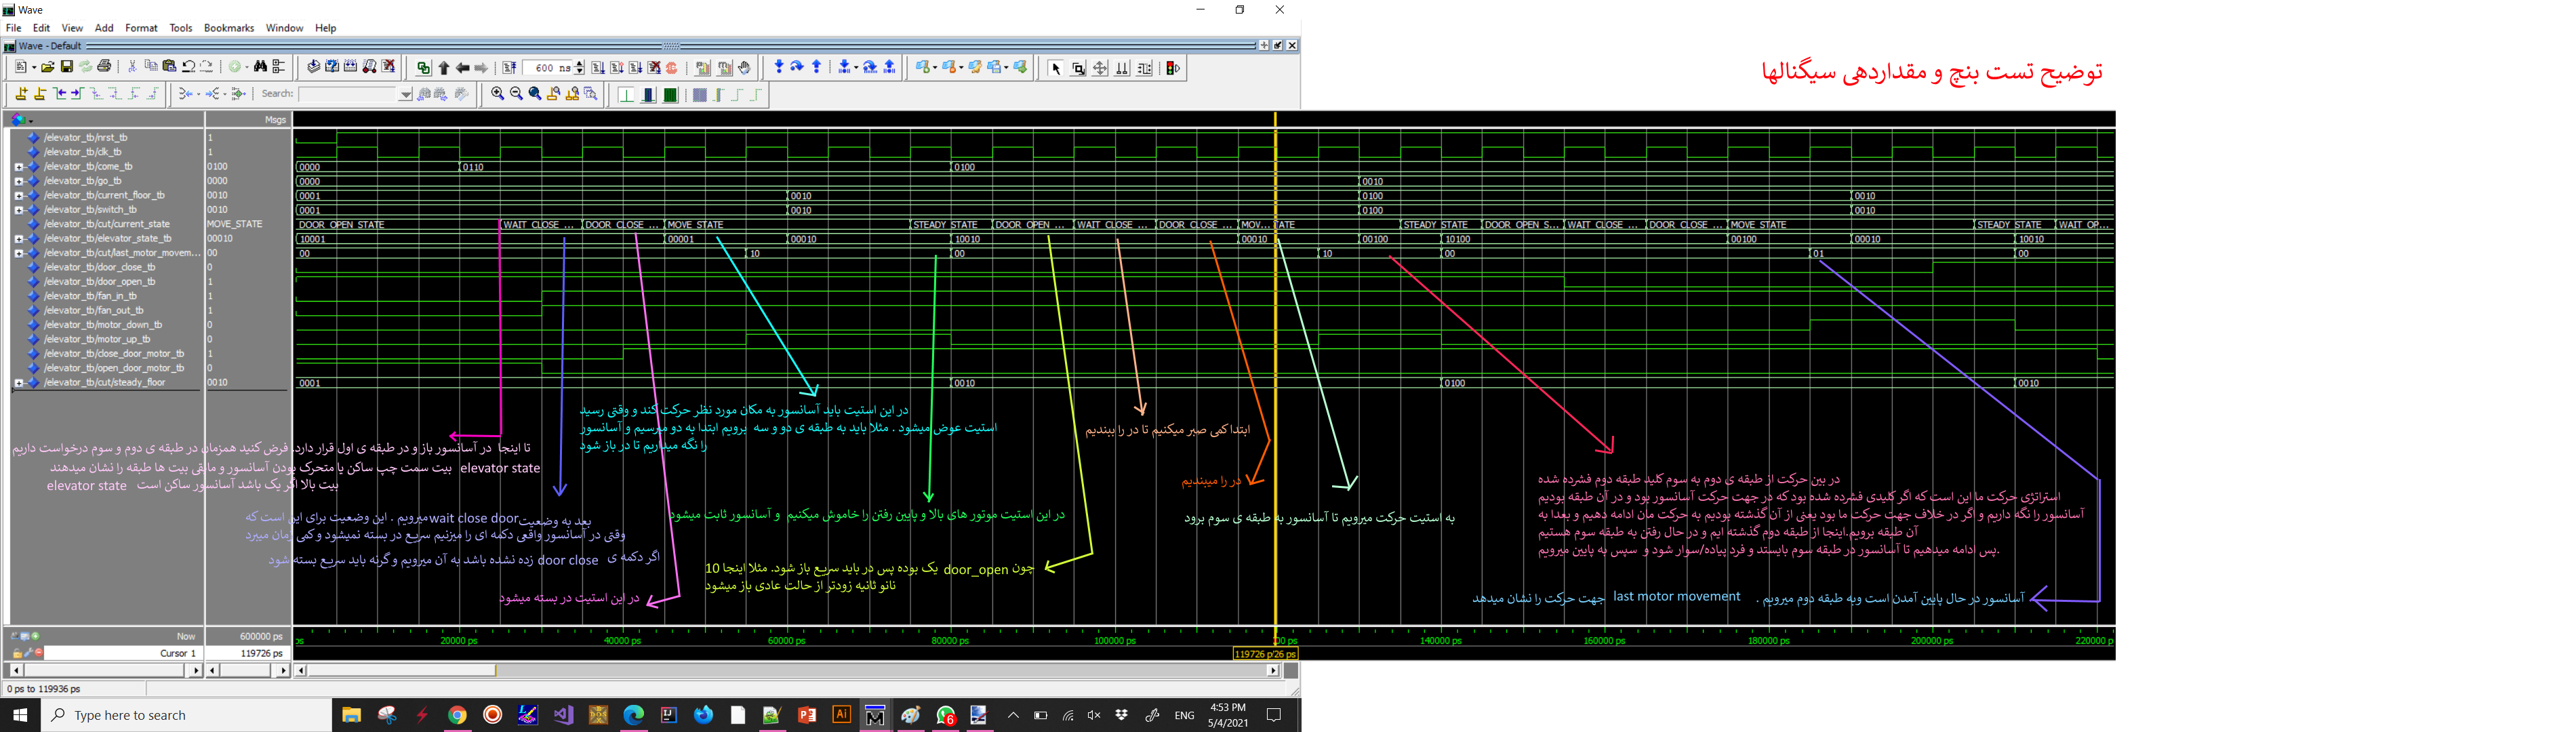 Wave
File Edit View Add Format Tools Bookmarks Window Help
Wave - Default
600 ns
Search:
توضیح تست بنچ و مقداردهی سیگنالها
Msgs
/elevator_tb/nrst_tb 1
/elevator_tb/clk_tb 1
/elevator_tb/come_tb 0100 0000 0110 0100
/elevator_tb/go_tb 0000 0000 0010
/elevator_tb/current_floor_tb 0010 0001 0010 0100 0010
/elevator_tb/switch_tb 0010 0001 0010 0100 0010
/elevator_tb/cut/current_state MOVE_STATE DOOR_OPEN_STATE WAIT_CLOSE_... DOOR_CLOSE_... MOVE_STATE STEADY_STATE DOOR_OPEN_... WAIT_CLOSE_... DOOR_CLOSE_... MOV... ATE STEADY_STATE DOOR_OPEN_S... WAIT_CLOSE_... DOOR_CLOSE_... MOVE_STATE STEADY_STATE WAIT_OP...
/elevator_tb/elevator_state_tb 00010 10001 00001 00010 10010 00010 00100 10100 00100 00010 10010
/elevator_tb/cut/last_motor_movem... 00 00 10 00 10 00 01 00
/elevator_tb/door_close_tb 0
/elevator_tb/door_open_tb 1
/elevator_tb/fan_in_tb 1
/elevator_tb/fan_out_tb 1
/elevator_tb/motor_down_tb 0
/elevator_tb/motor_up_tb 0
/elevator_tb/close_door_motor_tb 1
/elevator_tb/open_door_motor_tb 0
/elevator_tb/cut/steady_floor 0010 0001 0010 0100 0010
تا اینجا در آسانسور باز و در طبقه ی اول قرار دارد. فرض کنید همزمان در طبقه ی دوم و سوم درخواست داریم
elevator state بیت سمت چپ ساکن یا متحرک بودن آسانسور و مابقی بیت ها طبقه را نشان میدهند
بیت بالا اگر یک باشد آسانسور ساکن است elevator state
بعد به وضعیت wait close door میرویم . این وضعیت برای این است که
وقتی در آسانسور واقعی دکمه ای را میزنیم سریع در بسته نمیشود و کمی زمان میبرد
اگر دکمه ی door close زده نشده باشد به آن میرویم و گرنه باید سریع بسته شود
در این استیت در بسته میشود
در این استیت باید آسانسور به مکان مورد نظر حرکت کند و وقتی رسید
استیت عوض میشود . مثلا باید به طبقه ی دو و سه برویم ابتدا به دو میرسیم و آسانسور
را نگه میداریم تا در باز شود
در این استیت موتور های بالا و پایین رفتن را خاموش میکنیم و آسانسور ثابت میشود
چون door_open یک بوده پس در باید سریع باز شود. مثلا اینجا 10
نانو ثانیه زودتر از حالت عادی باز میشود
ابتدا کمی صبر میکنیم تا در را ببندیم
در را میبندیم
به استیت حرکت میرویم تا آسانسور به طبقه ی سوم برود
در بین حرکت از طبقه ی دوم به سوم کلید طبقه دوم فشرده شده
استراتژی حرکت ما این است که اگر کلیدی فشرده شده بود که در جهت حرکت آسانسور بود و در آن طبقه بودیم
آسانسور را نگه داریم و اگر در خلاف جهت حرکت ما بود یعنی از آن گذشته بودیم به حرکت مان ادامه دهیم و بعدا به
آن طبقه برویم.اینجا از طبقه دوم گذشته ایم و در حال رفتن به طبقه سوم هستیم
پس ادامه میدهیم تا آسانسور در طبقه سوم بایستد و فرد پیاده/سوار شود و سپس به پایین میرویم.
آسانسور در حال پایین آمدن است وبه طبقه دوم میرویم . last motor movement جهت حرکت را نشان میدهد
Now 600000 ps
ps 20000 ps 40000 ps 60000 ps 80000 ps 100000 ps 00 ps 140000 ps 160000 ps 180000 ps 200000 ps 220000 p
Cursor 1 119726 ps 119726 p'26 ps
0 ps to 119936 ps
Type here to search
6
ENG
4:53 PM
5/4/2021